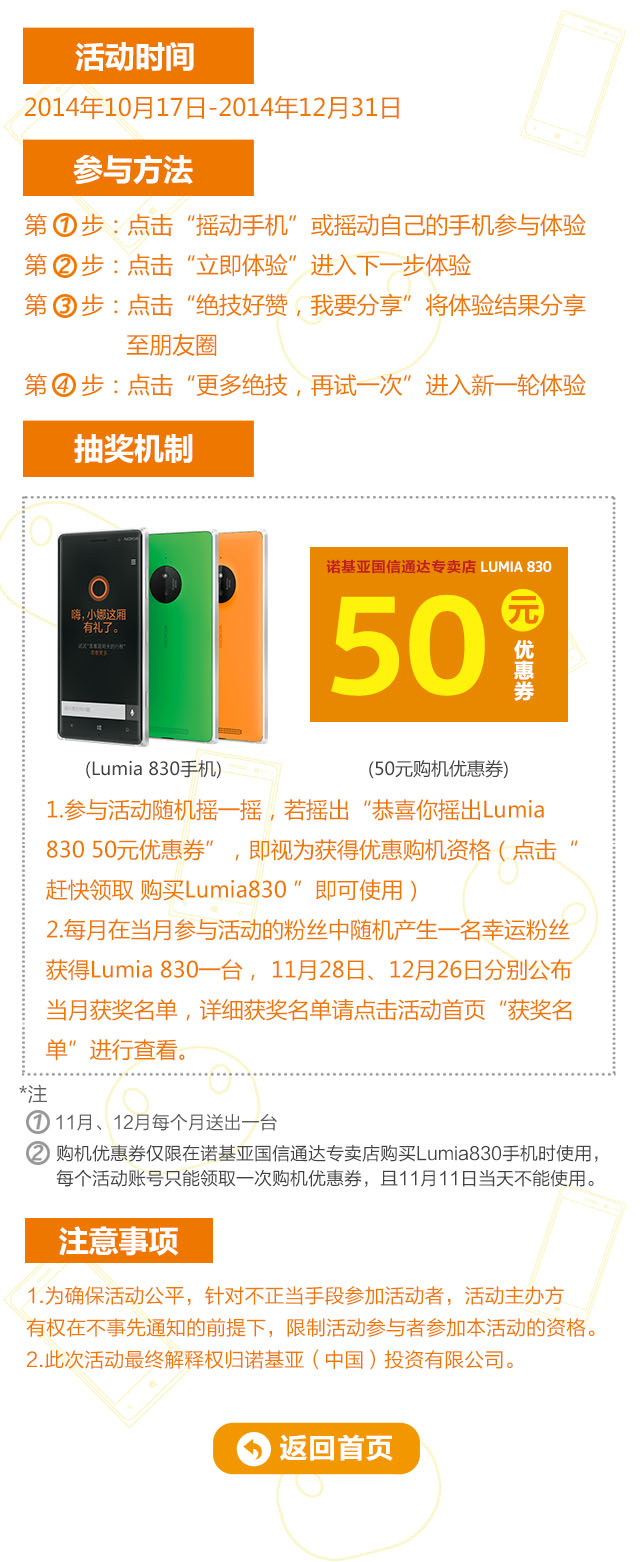 活动时间
2014年10月17日-2014年12月31日
参与方法
第①步：点击“摇动手机”或摇动自己的手机参与体验
第②步：点击“立即体验”进入下一步体验
第③步：点击“绝技好赞，我要分享”将体验结果分享
至朋友圈
第④步：点击“更多绝技，再试一次”进入新一轮体验
抽奖机制
嗨，小娜这厢
有礼了。
诺基亚国信通达专卖店 LUMIA 830
50元
优惠券
(Lumia 830手机)
(50元购机优惠券)
1.参与活动随机摇一摇，若摇出“恭喜你摇出Lumia
830 50元优惠券”，即视为获得优惠购机资格（点击“
赶快领取 购买Lumia830 ”即可使用）
2.每月在当月参与活动的粉丝中随机产生一名幸运粉丝
获得Lumia 830一台， 11月28日、12月26日分别公布
当月获奖名单，详细获奖名单请点击活动首页“获奖名
单”进行查看。
*注
① 11月、12月每个月送出一台
② 购机优惠券仅限在诺基亚国信通达专卖店购买Lumia830手机时使用，
每个活动账号只能领取一次购机优惠券，且11月11日当天不能使用。
注意事项
1.为确保活动公平，针对不正当手段参加活动者，活动主办方
有权在不事先通知的前提下，限制活动参与者参加本活动的资格。
2.此次活动最终解释权归诺基亚（中国）投资有限公司。
返回首页